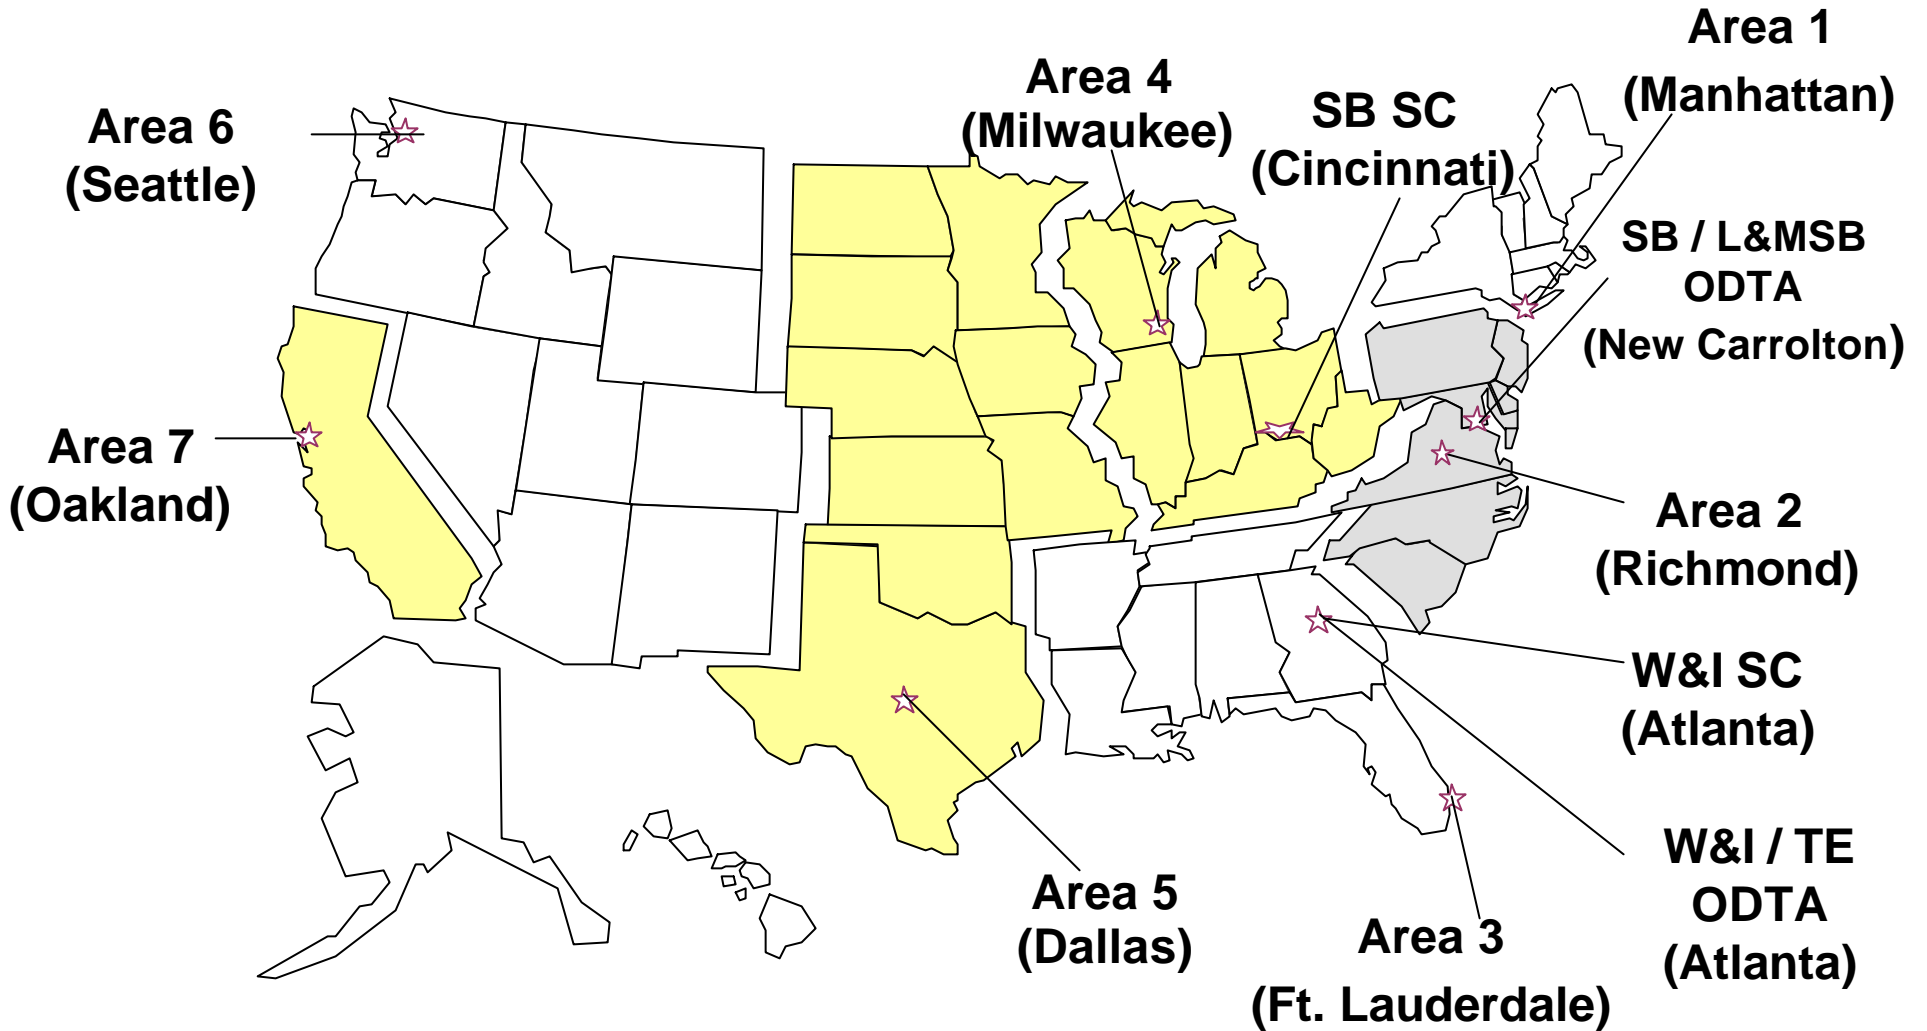 Area 1
(Manhattan)
Area 4
(Milwaukee)
SB SC
(Cincinnati)
Area 6
(Seattle)
SB / L&MSB
ODTA
(New Carrolton)
Area 7
(Oakland)
Area 2
(Richmond)
W&I SC
(Atlanta)
W&I / TE
ODTA
(Atlanta)
Area 5
(Dallas)
Area 3
(Ft. Lauderdale)